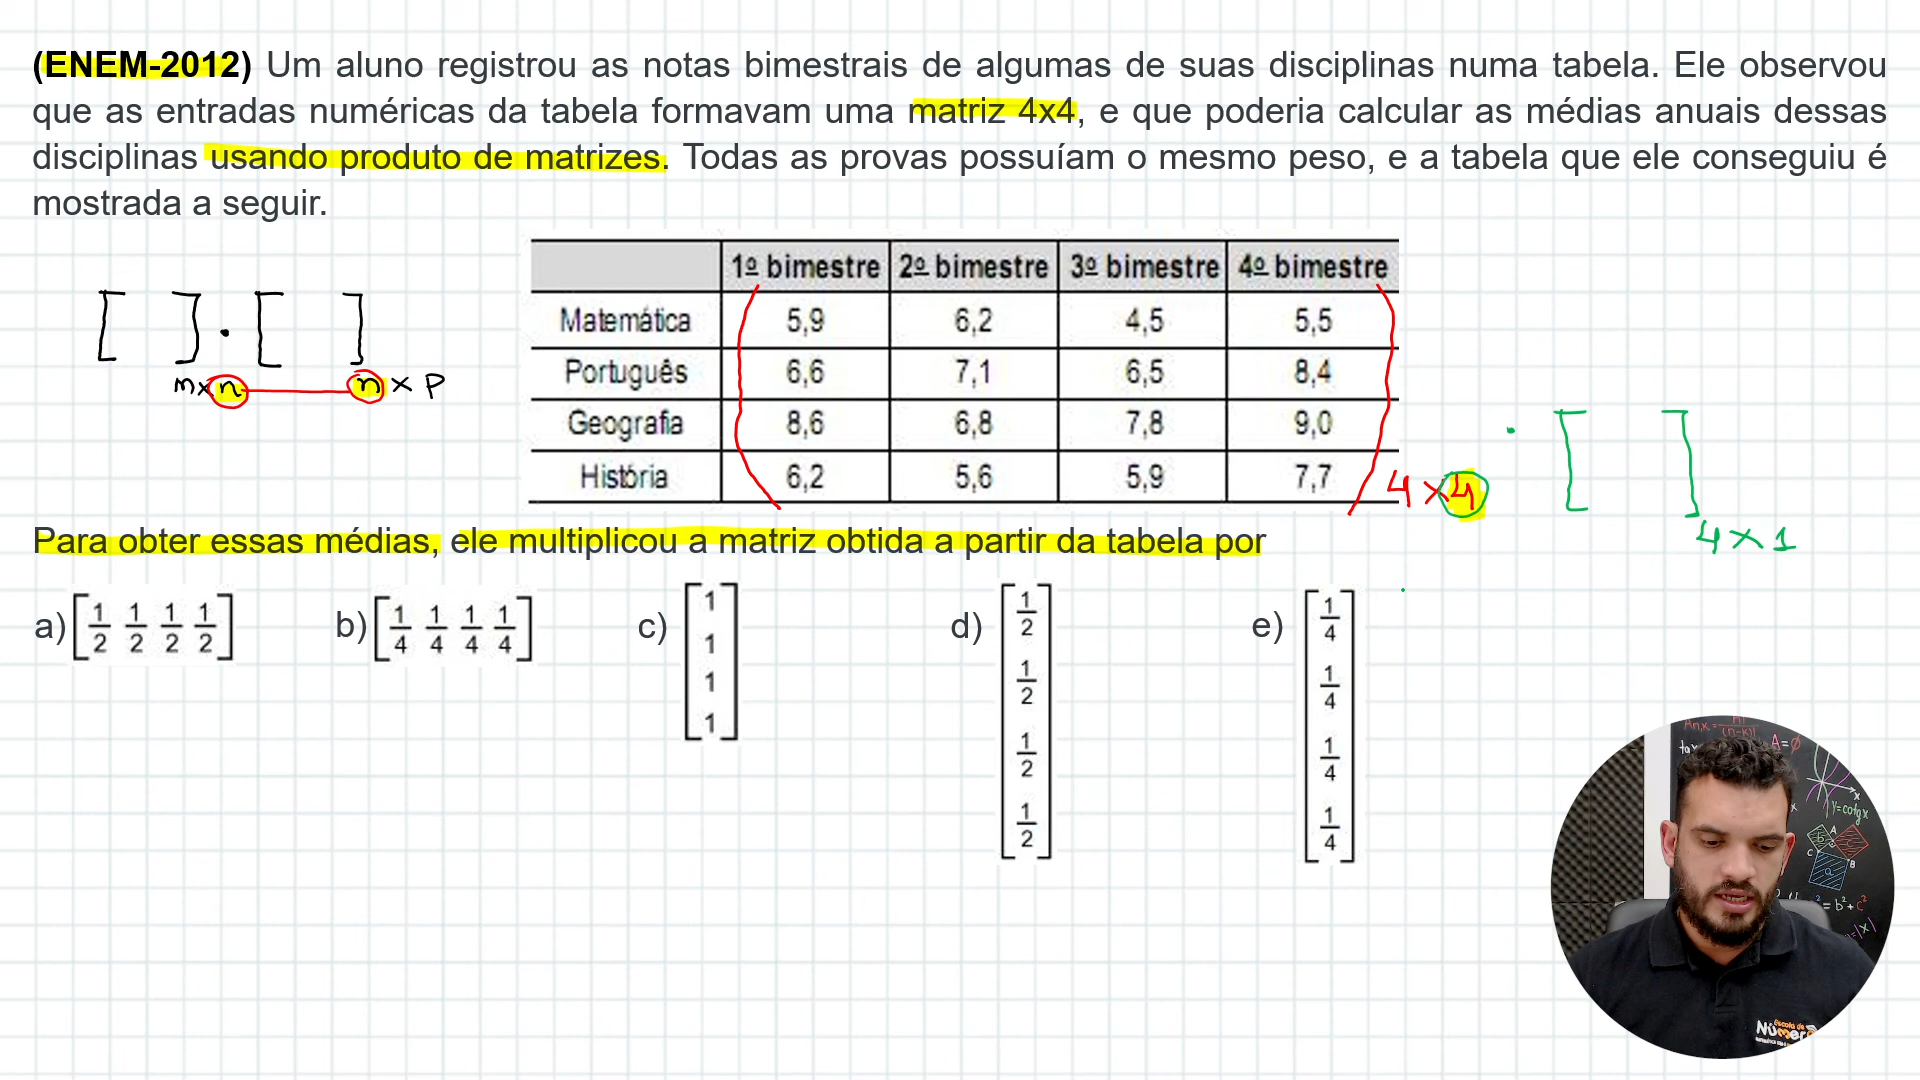 (ENEM-2012) Um aluno registrou as notas bimestrais de algumas de suas disciplinas numa tabela. Ele observou
que as entradas numéricas da tabela formavam uma matriz 4x4, e que poderia calcular as médias anuais dessas
disciplinas usando produto de matrizes. Todas as provas possuíam o mesmo peso, e a tabela que ele conseguiu é
mostrada a seguir.
1º bimestre 2º bimestre 3º bimestre 4º bimestre
Matemática 5,9 6,2 4,5 5,5
Português 6,6 7,1 6,5 8,4
Geografia 8,6 6,8 7,8 9,0
História 6,2 5,6 5,9 7,7
[ ] · [ ]
m x n n x P
4 x 4 · [ ] 4 x 1
Para obter essas médias, ele multiplicou a matriz obtida a partir da tabela por
a) [1/2 1/2 1/2 1/2]
b) [1/4 1/4 1/4 1/4]
c) [1
1
1
1]
d) [1/2
1/2
1/2
1/2]
e) [1/4
1/4
1/4
1/4]
A=φ
y=cotgx
Escola de